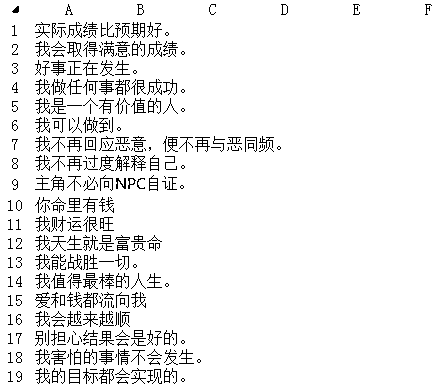 A B C D E F
1 实际成绩比预期好。
2 我会取得满意的成绩。
3 好事正在发生。
4 我做任何事都很成功。
5 我是一个有价值的人。
6 我可以做到。
7 我不再回应恶意，便不再与恶同频。
8 我不再过度解释自己。
9 主角不必向NPC自证。
10 你命里有钱
11 我财运很旺
12 我天生就是富贵命
13 我能战胜一切。
14 我值得最棒的人生。
15 爱和钱都流向我
16 我会越来越顺
17 别担心结果会是好的。
18 我害怕的事情不会发生。
19 我的目标都会实现的。